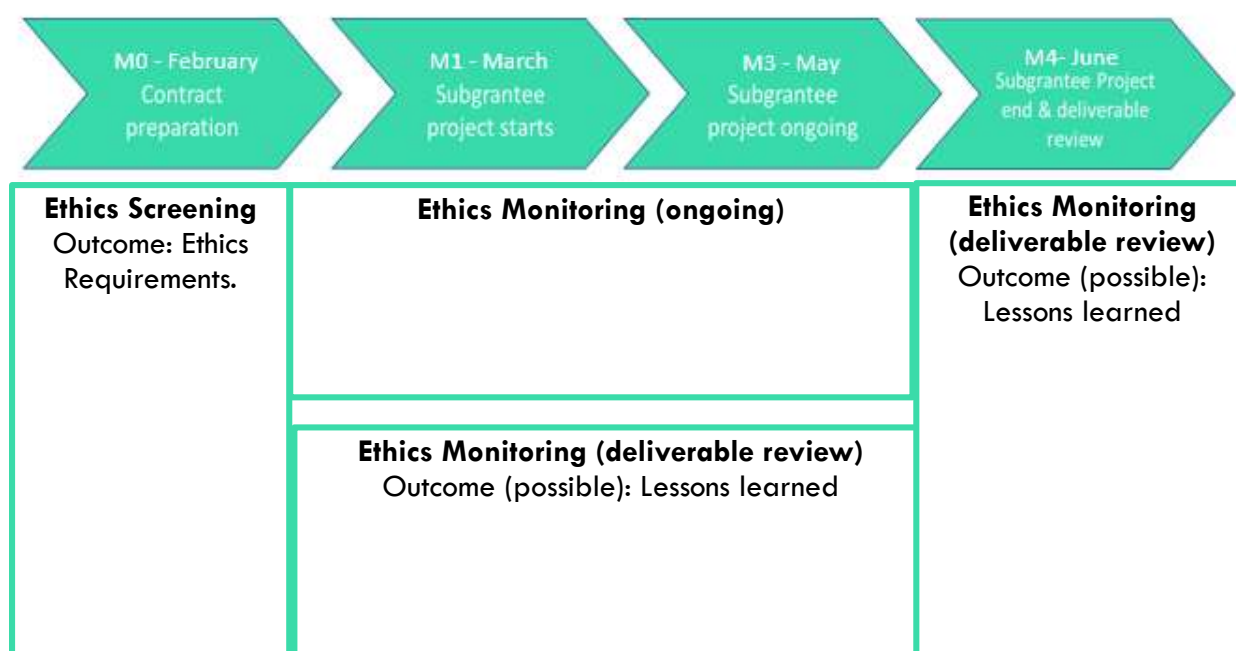 M0 - February
Contract
preparation
M1 - March
Subgrantee
project starts
M3 - May
Subgrantee
project ongoing
M4- June
Subgrantee Project
end & deliverable
review
Ethics Screening
Outcome: Ethics
Requirements.
Ethics Monitoring (ongoing)
Ethics Monitoring (deliverable review)
Outcome (possible): Lessons learned
Ethics Monitoring
(deliverable review)
Outcome (possible):
Lessons learned